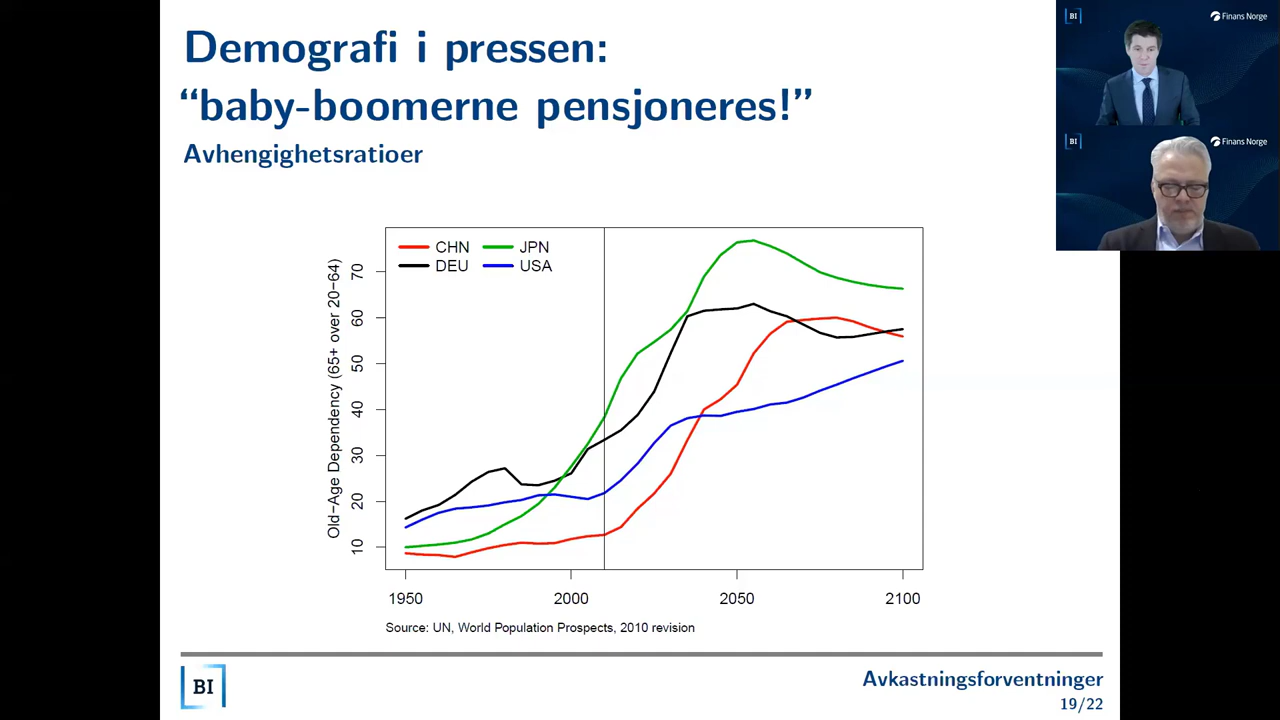 Demografi i pressen:
“baby-boomerne pensjoneres!”
Avhengighetsratioer
BI
Finans Norge
BI
Finans Norge
CHN
JPN
DEU
USA
Old−Age Dependency (65+ over 20−64)
70
60
50
40
30
20
10
1950
2000
2050
2100
Source: UN, World Population Prospects, 2010 revision
BI
Avkastningsforventninger
19/22